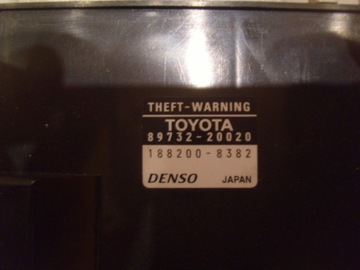 THEFT-WARNING
TOYOTA
89732-20020
188200-8382
DENSO JAPAN